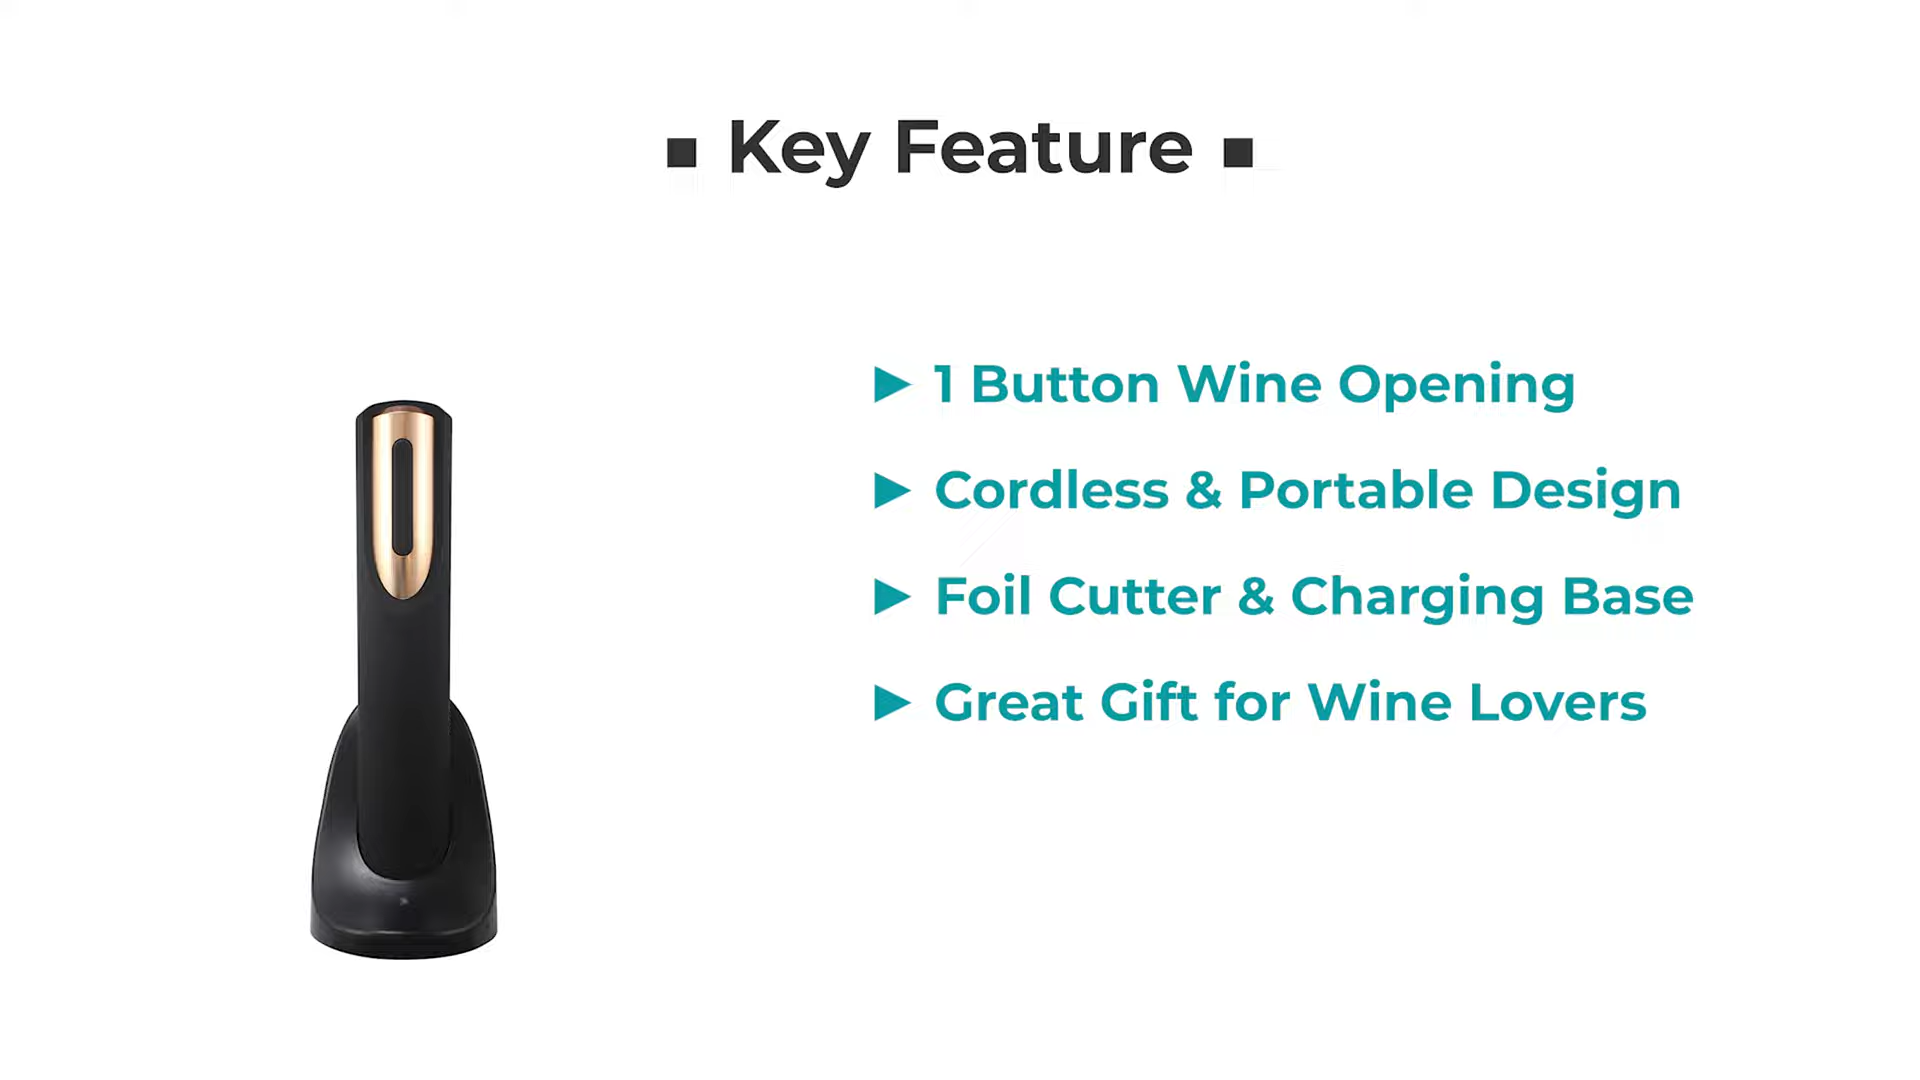 Key Feature
1 Button Wine Opening
Cordless & Portable Design
Foil Cutter & Charging Base
Great Gift for Wine Lovers